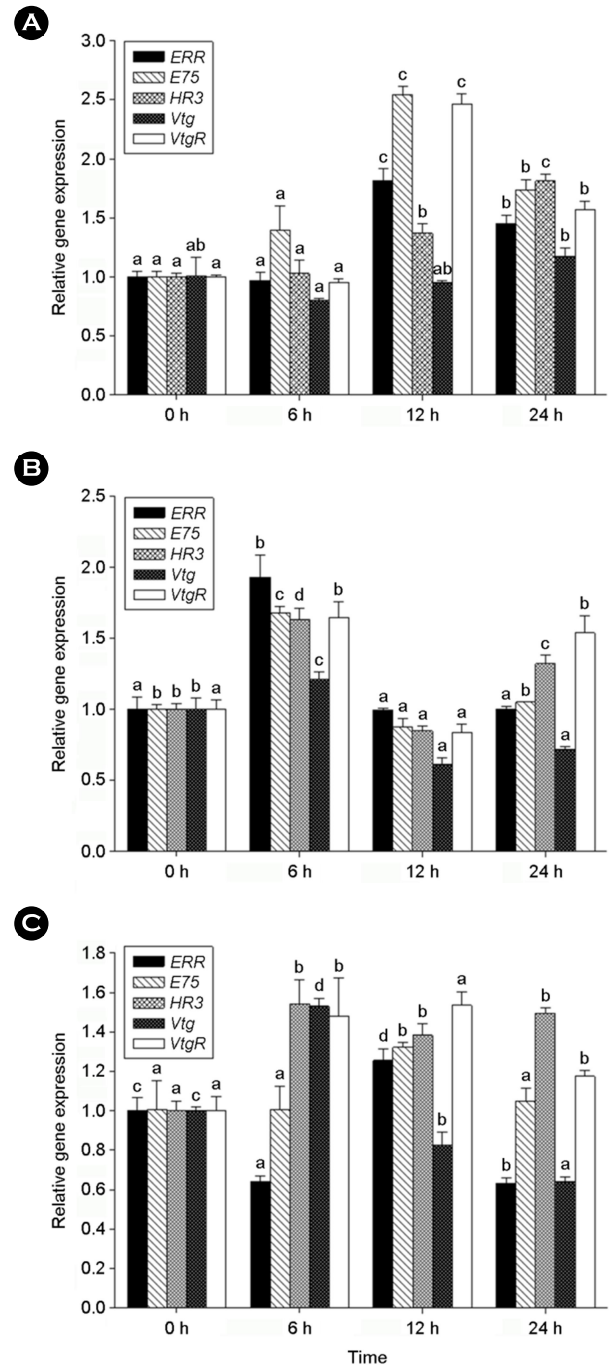 A
3.0
2.5
2.0
1.5
1.0
0.5
0.0
Relative gene expression
ERR
E75
HR3
Vtg
VtgR
a a a ab a
a a a a a
c c b ab c
b b c b b
0 h 6 h 12 h 24 h
B
2.5
2.0
1.5
1.0
0.5
0.0
Relative gene expression
ERR
E75
HR3
Vtg
VtgR
a b b b a
b c d c b
a a a a a
a b c a b
0 h 6 h 12 h 24 h
C
1.8
1.6
1.4
1.2
1.0
0.8
0.6
0.4
0.2
0.0
Relative gene expression
ERR
E75
HR3
Vtg
VtgR
c a a c a
a a b d b
d b b b a
b a b a b
0 h 6 h 12 h 24 h
Time